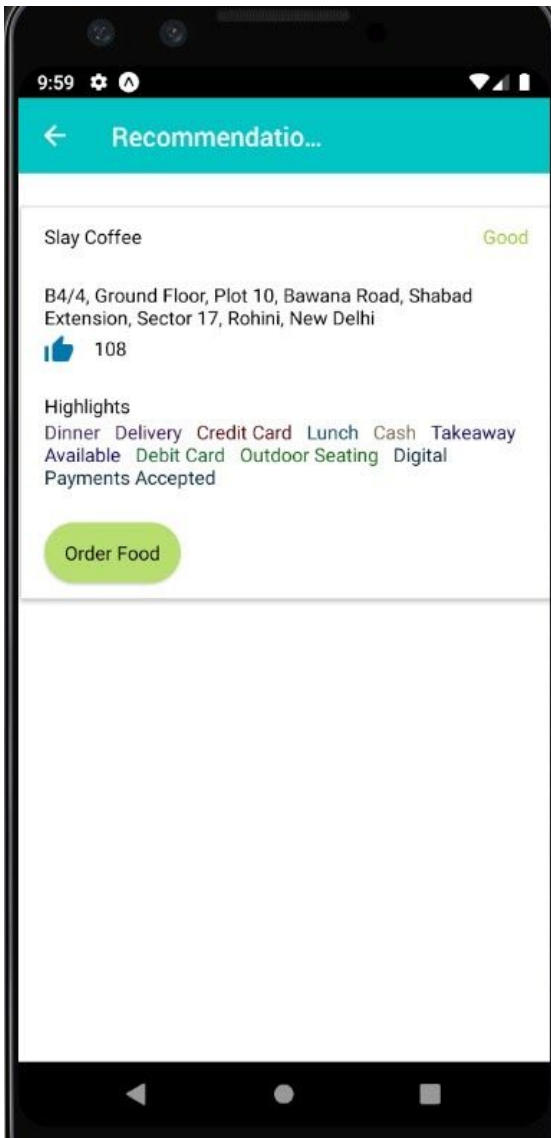 9:59
Recommendatio...
Slay Coffee Good
B4/4, Ground Floor, Plot 10, Bawana Road, Shabad
Extension, Sector 17, Rohini, New Delhi
108
Highlights
Dinner Delivery Credit Card Lunch Cash Takeaway
Available Debit Card Outdoor Seating Digital
Payments Accepted
Order Food